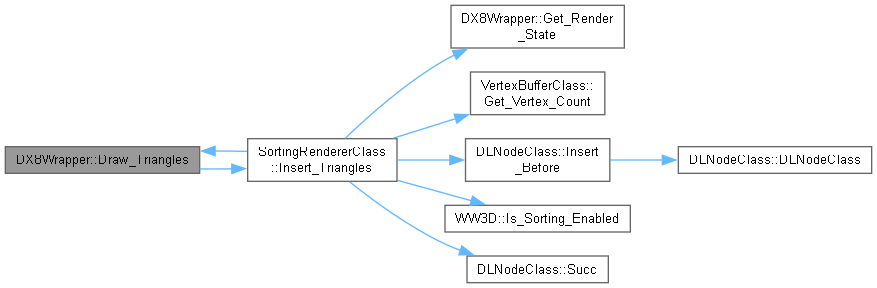 DX8Wrapper::Get_Render
_State
VertexBufferClass::
Get_Vertex_Count
DX8Wrapper::Draw_Triangles
SortingRendererClass
::Insert_Triangles
DLNodeClass::Insert
_Before
DLNodeClass::DLNodeClass
WW3D::Is_Sorting_Enabled
DLNodeClass::Succ